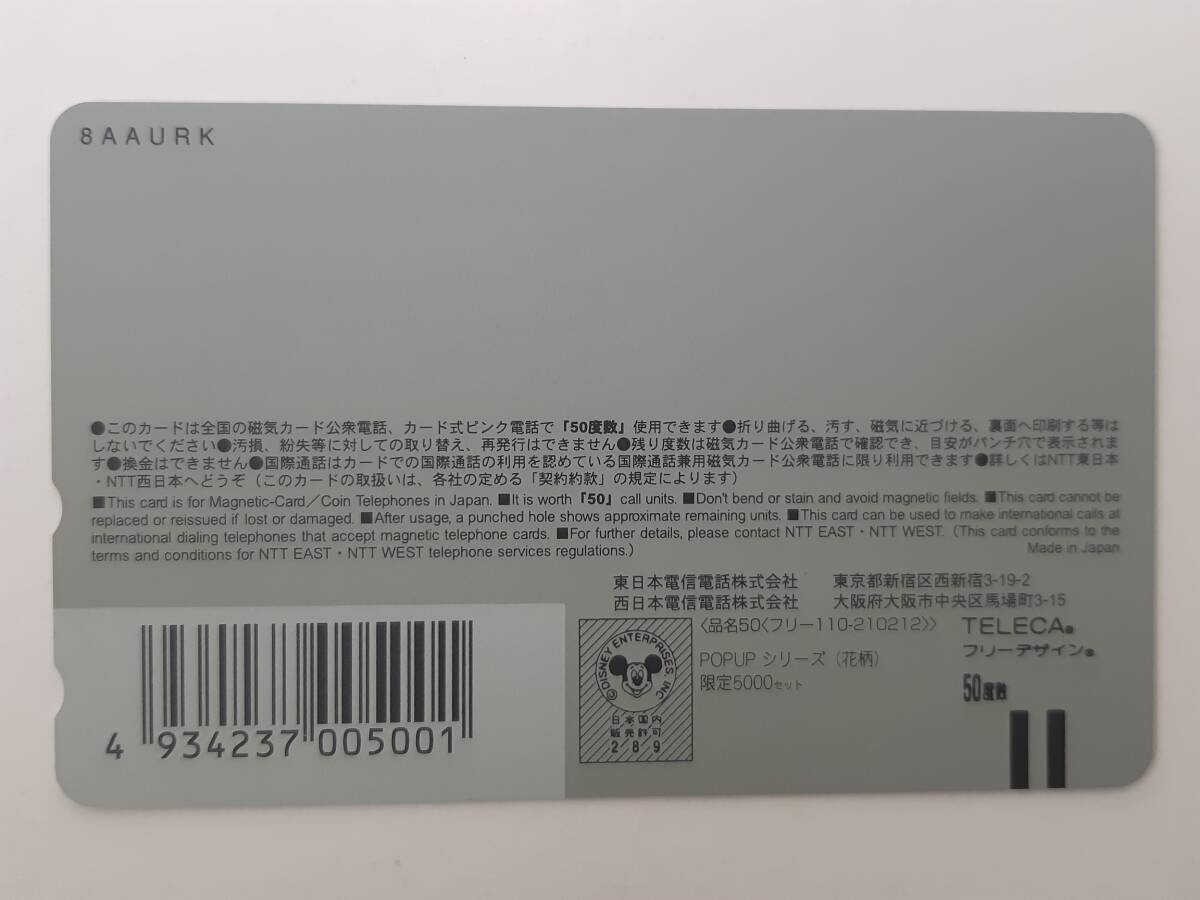 8AAURK
●このカードは全国の磁気カード公衆電話、カード式ピンク電話で『50度数』使用できます●折り曲げる、汚す、磁気に近づける、裏面へ印刷する等は
しないでください●汚損、紛失等に対しての取り替え、再発行はできません●残り度数は磁気カード公衆電話で確認でき、目安がパンチ穴で表示されま
す●換金はできません●国際通話はカードでの国際通話の利用を認めている国際通話兼用磁気カード公衆電話に限り利用できます●詳しくはNTT東日本
・NTT西日本へどうぞ（このカードの取扱いは、各社の定める「契約約款」の規定によります）
■This card is for Magnetic-Card／Coin Telephones in Japan. ■It is worth『50』call units. ■Don't bend or stain and avoid magnetic fields. ■This card cannot be
replaced or reissued if lost or damaged. ■After usage, a punched hole shows approximate remaining units. ■This card can be used to make international calls at
international dialing telephones that accept magnetic telephone cards. ■For further details, please contact NTT EAST・NTT WEST.（This card conforms to the
terms and conditions for NTT EAST・NTT WEST telephone services regulations.） Made in Japan
東日本電信電話株式会社 東京都新宿区西新宿3-19-2
西日本電信電話株式会社 大阪府大阪市中央区馬場町3-15
〈品名50〈フリー110-210212〉〉
POPUP シリーズ（花柄）
限定5000セット
TELECA®
フリーデザイン®
50度数
©DISNEY ENTERPRISES, INC
日本国内
販売許可
289
4 934237 005001